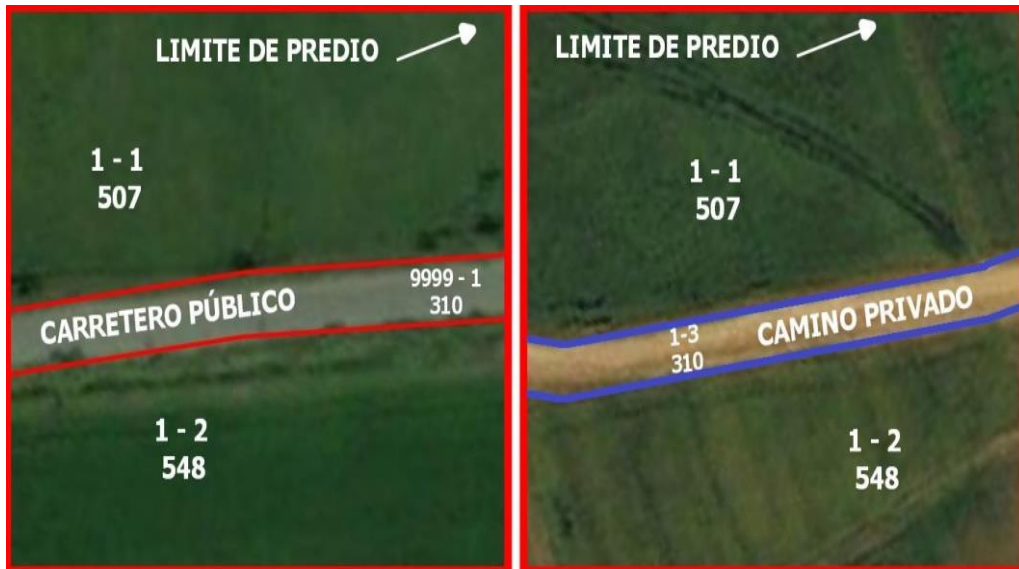 LIMITE DE PREDIO
1 - 1
507
9999 - 1
310
CARRETERO PÚBLICO
1 - 2
548
LIMITE DE PREDIO
1 - 1
507
CAMINO PRIVADO
1-3
310
1 - 2
548